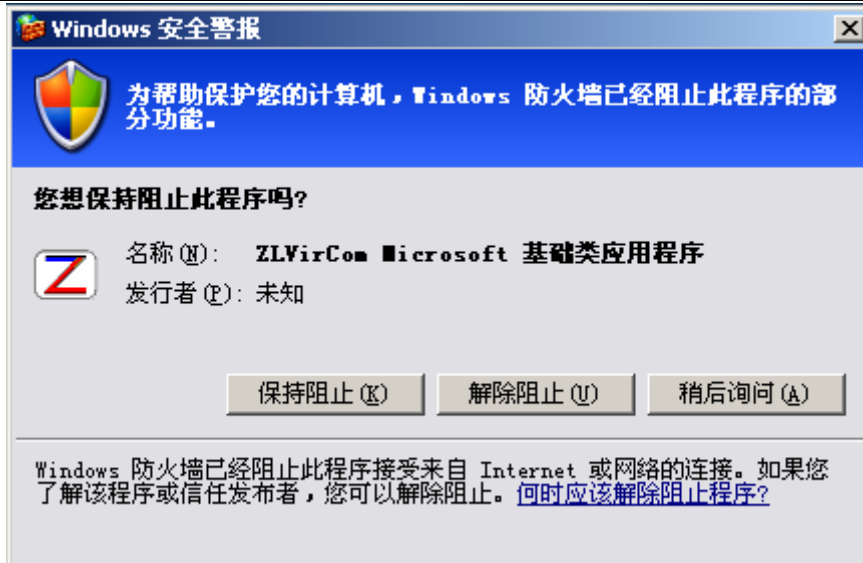 Windows 安全警报
为帮助保护您的计算机，Windows 防火墙已经阻止此程序的部
分功能。
您想保持阻止此程序吗?
名称(N): ZLVirCom Microsoft 基础类应用程序
发行者(P): 未知
保持阻止(K) 解除阻止(U) 稍后询问(A)
Windows 防火墙已经阻止此程序接受来自 Internet 或网络的连接。如果您
了解该程序或信任发布者，您可以解除阻止。何时应该解除阻止程序?